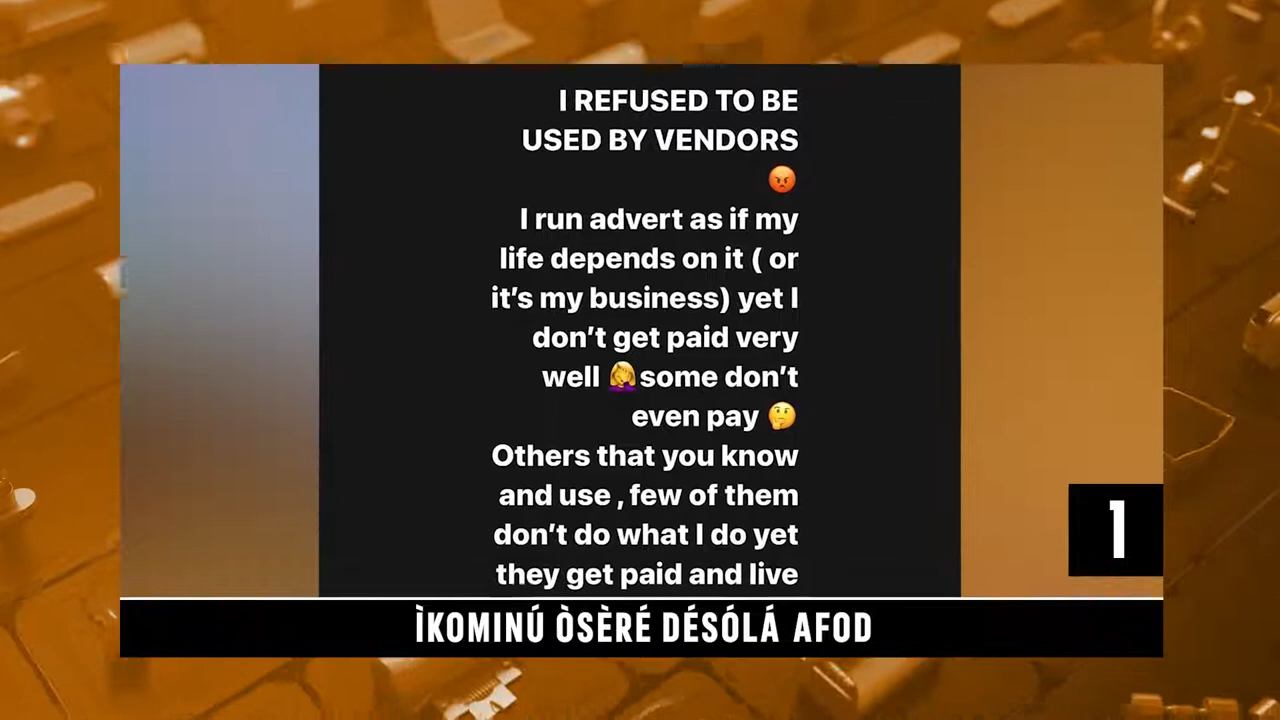 I REFUSED TO BE
USED BY VENDORS
😡
I run advert as if my
life depends on it ( or
it’s my business) yet I
don’t get paid very
well 🤦‍♀️some don’t
even pay 🤔
Others that you know
and use , few of them
don’t do what I do yet
they get paid and live
1
ÌKOMINÚ ÒSÈRÉ DÉSÓLÁ AFOD